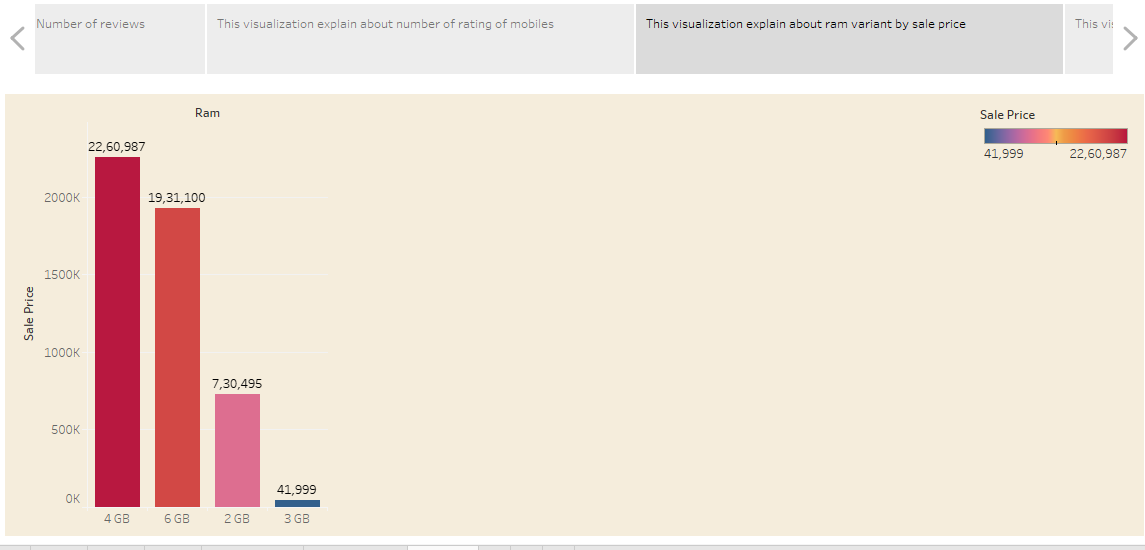 Number of reviews
This visualization explain about number of rating of mobiles
This visualization explain about ram variant by sale price
This
Ram
Sale Price
41,999
22,60,987
22,60,987
19,31,100
7,30,495
41,999
2000K
1500K
1000K
500K
0K
Sale Price
4 GB
6 GB
2 GB
3 GB